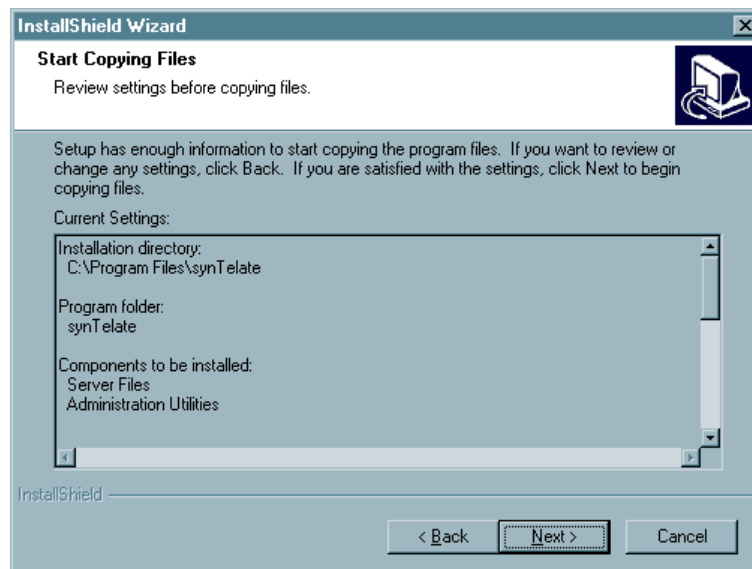 InstallShield Wizard
Start Copying Files
Review settings before copying files.
Setup has enough information to start copying the program files. If you want to review or
change any settings, click Back. If you are satisfied with the settings, click Next to begin
copying files.
Current Settings:
Installation directory:
C:\Program Files\synTelate
Program folder:
synTelate
Components to be installed:
Server Files
Administration Utilities
InstallShield
< Back
Next >
Cancel